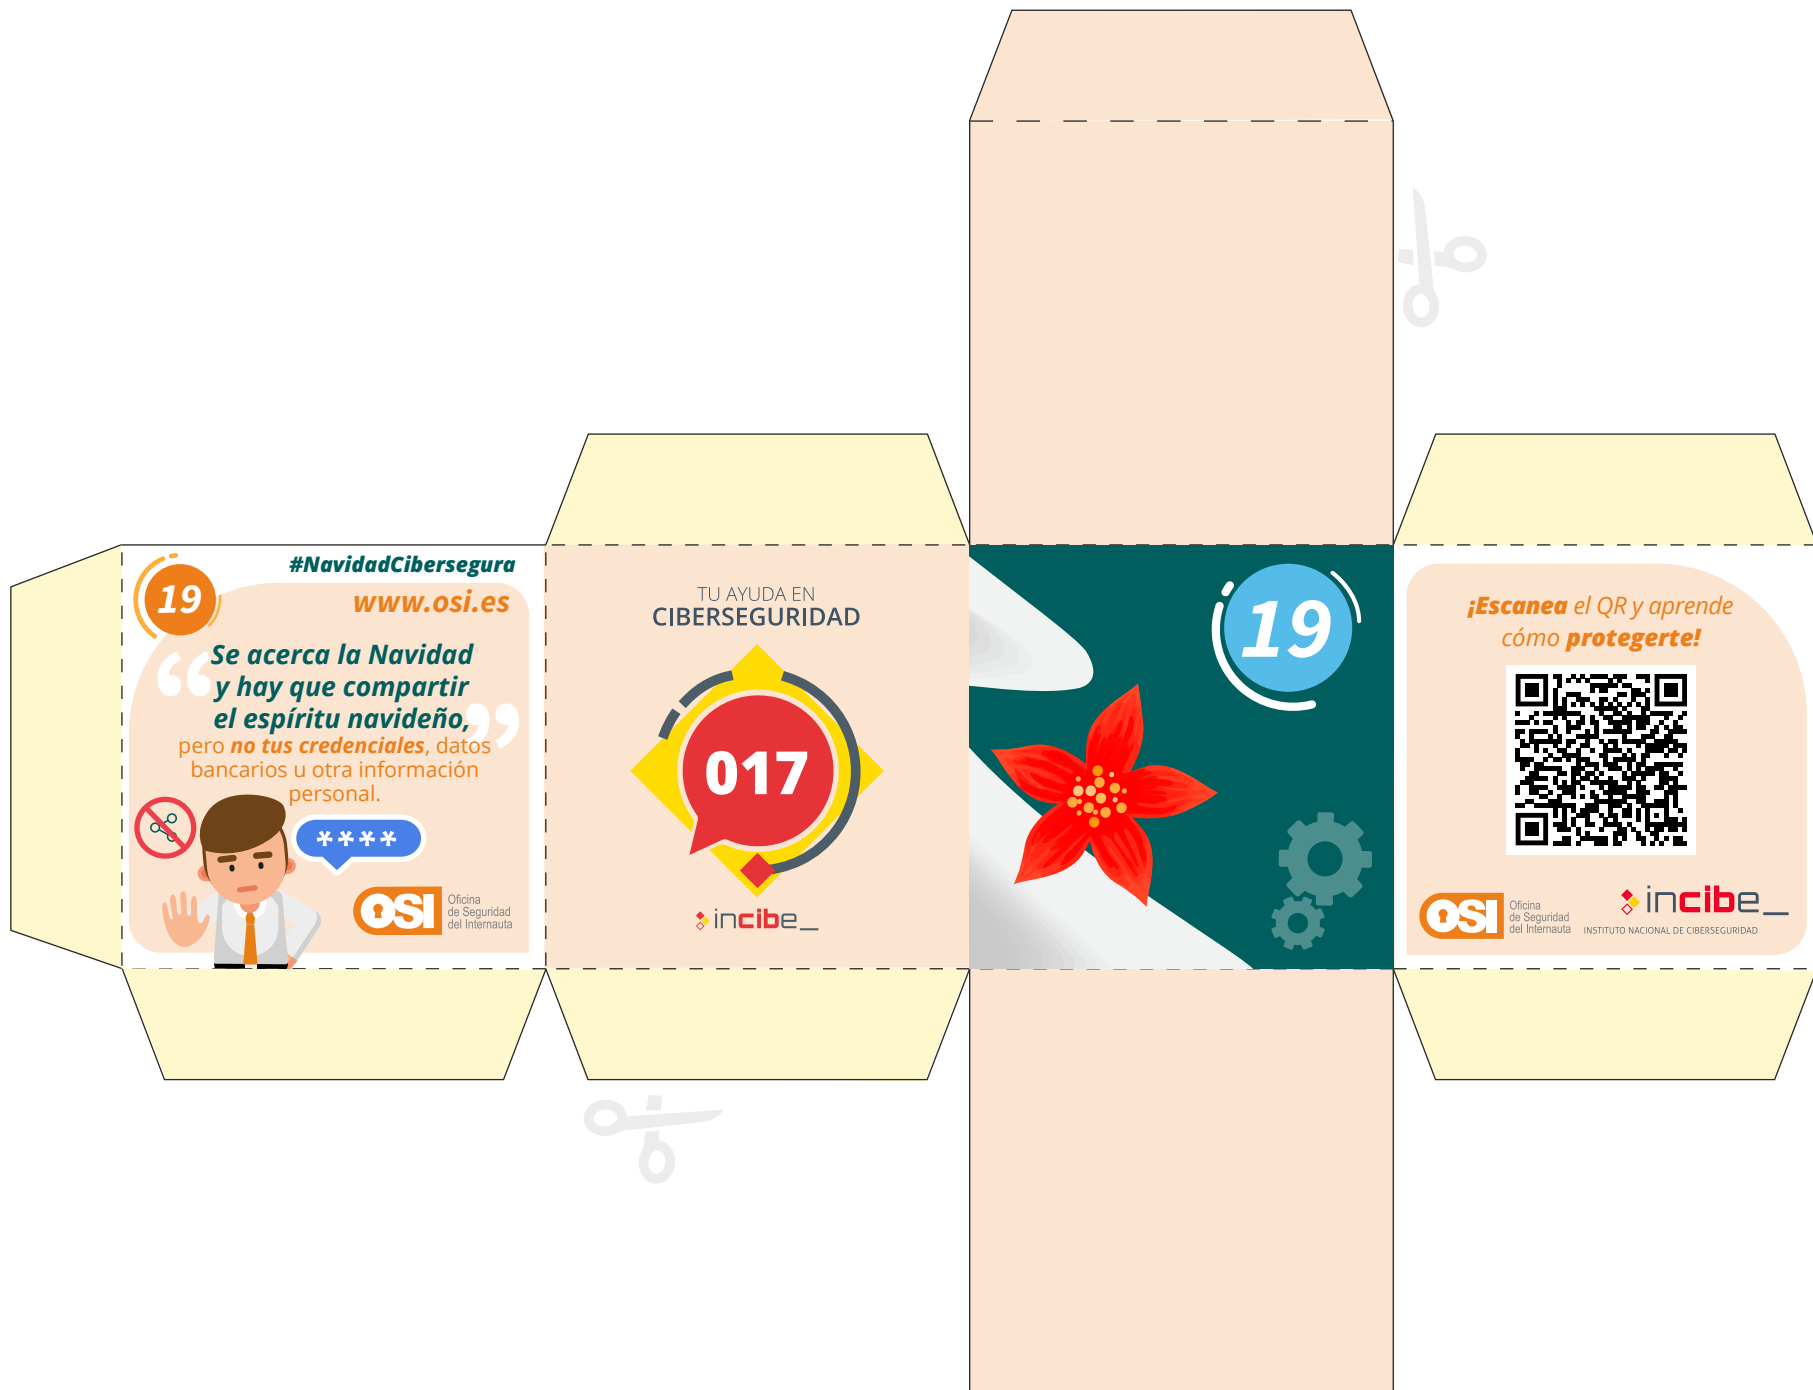 #NavidadCibersegura
19
www.osi.es
“Se acerca la Navidad
y hay que compartir
el espíritu navideño,”
pero no tus credenciales, datos
bancarios u otra información
personal.
****
OSI
Oficina
de Seguridad
del Internauta
TU AYUDA EN
CIBERSEGURIDAD
017
incibe_
19
¡Escanea el QR y aprende
cómo protegerte!
OSI
Oficina
de Seguridad
del Internauta
incibe_
INSTITUTO NACIONAL DE CIBERSEGURIDAD